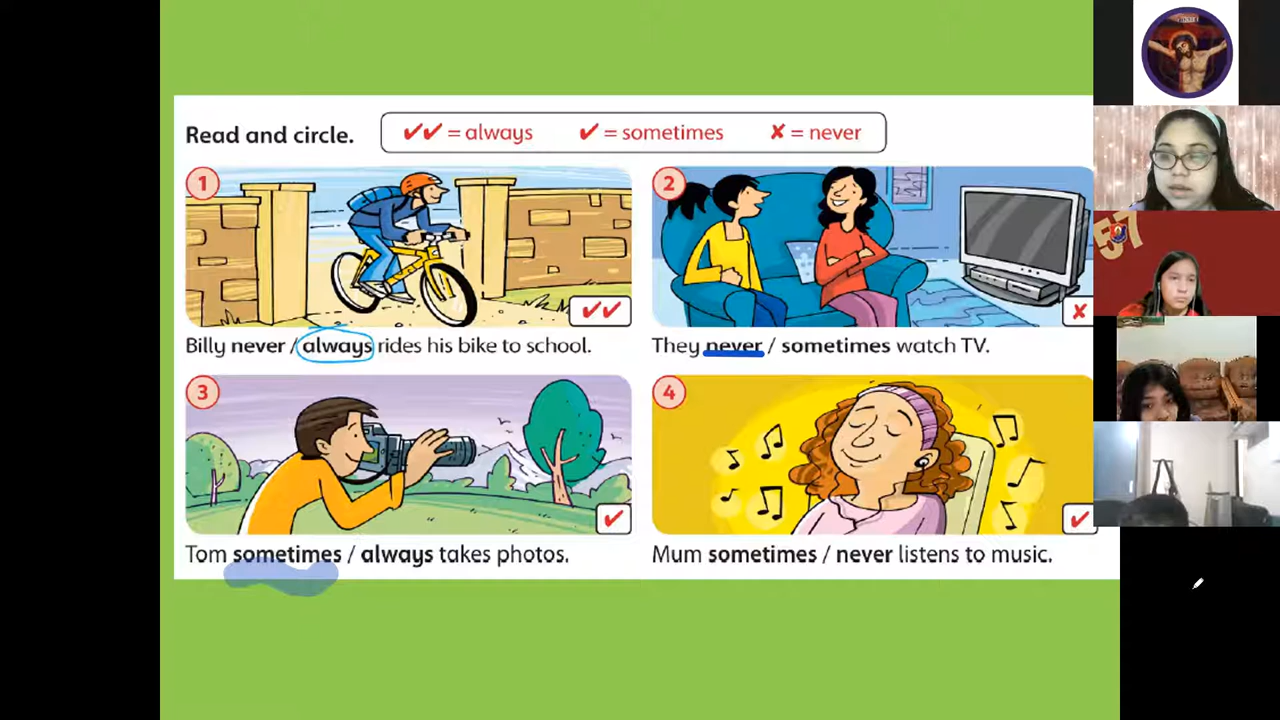 Read and circle.
✔✔ = always ✔ = sometimes ✘ = never
1
2
✔✔
✘
Billy never / always rides his bike to school.
They never / sometimes watch TV.
3
4
✔
✔
Tom sometimes / always takes photos.
Mum sometimes / never listens to music.
57